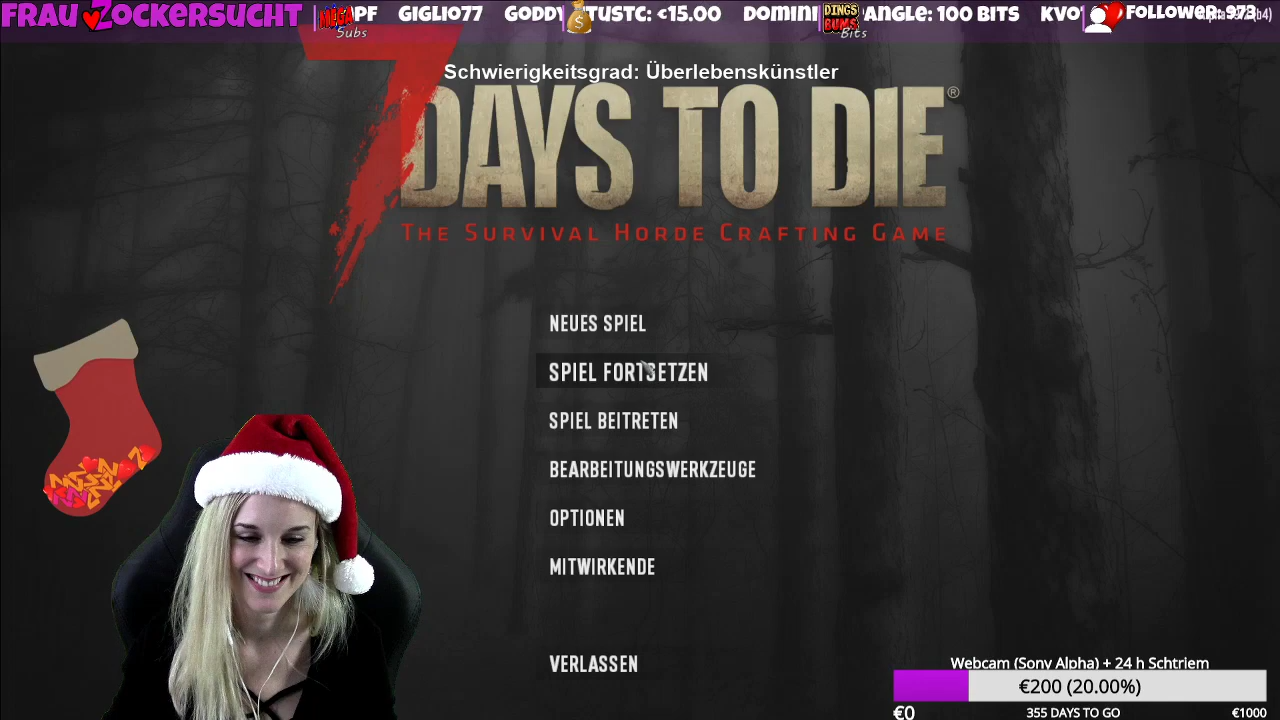 FRAU ZOCKERSUCHT
MEGA PF GIGLIO77 GODDY TUSTC: €15.00 DOMINI DINGS BUMS ANGLE: 100 BITS KVO FOLLOWER: 973
Subs
Bits
Schwierigkeitsgrad: Überlebenskünstler
7 DAYS TO DIE®
THE SURVIVAL HORDE CRAFTING GAME
NEUES SPIEL
SPIEL FORTSETZEN
SPIEL BEITRETEN
BEARBEITUNGSWERKZEUGE
OPTIONEN
MITWIRKENDE
VERLASSEN
Webcam (Sony Alpha) + 24 h Schtriem
€200 (20.00%)
€0 355 DAYS TO GO €1000